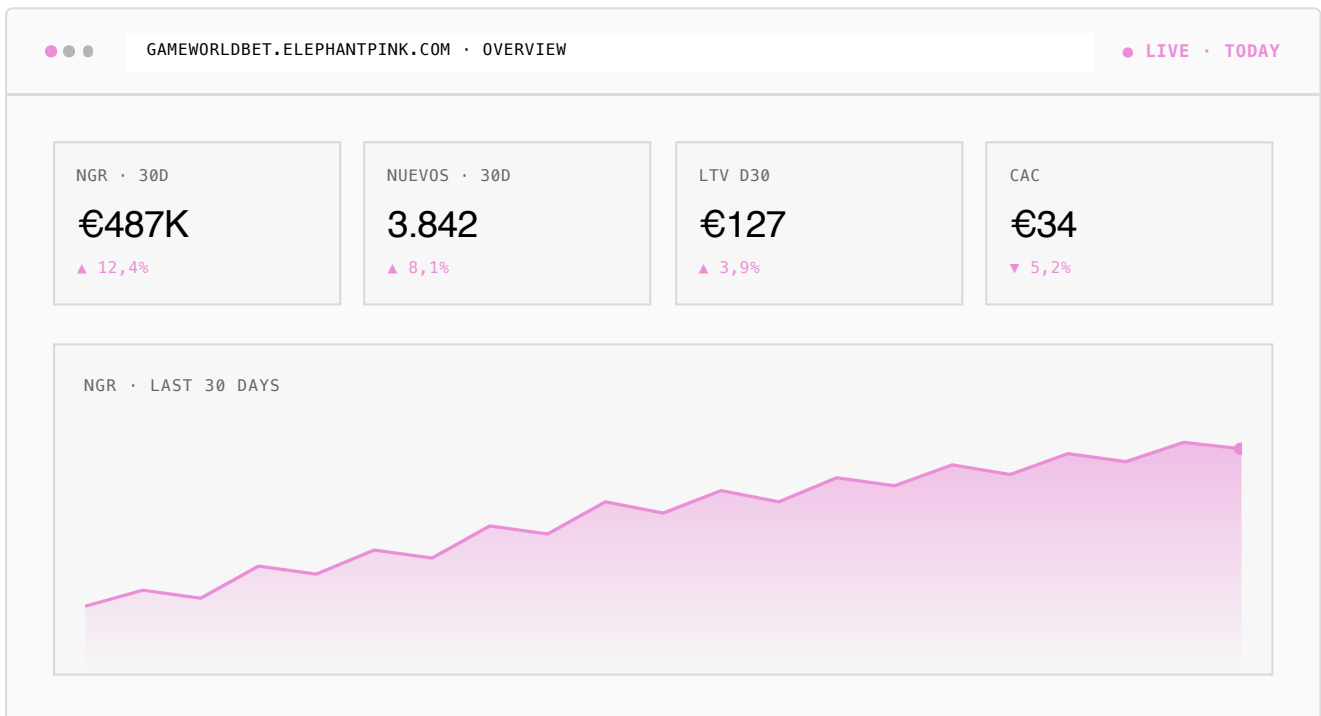 GAMEWORLDBET.ELEPHANTPINK.COM · OVERVIEW
● LIVE · TODAY
NGR · 30D
€487K
▲ 12,4%
NUEVOS · 30D
3.842
▲ 8,1%
LTV D30
€127
▲ 3,9%
CAC
€34
▼ 5,2%
NGR · LAST 30 DAYS